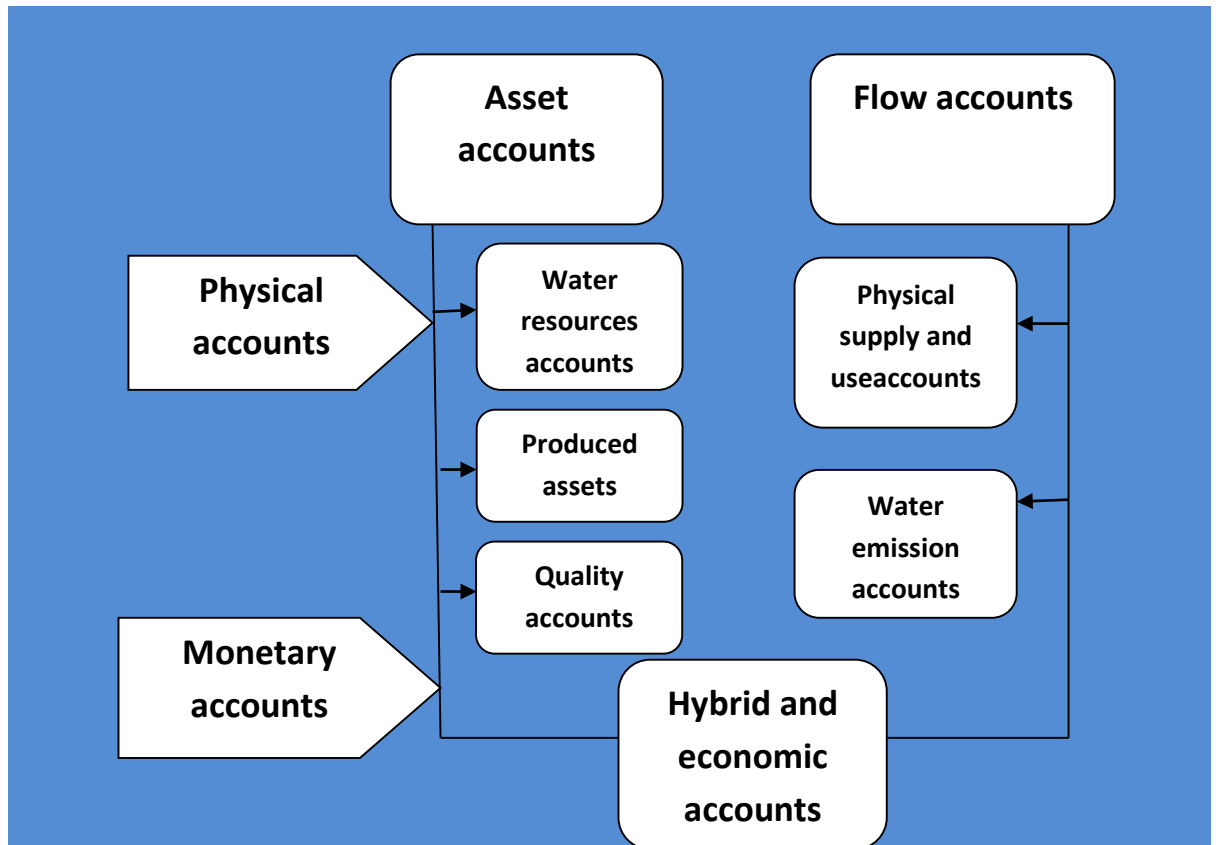 Asset
accounts
Flow accounts
Physical
accounts
Water
resources
accounts
Physical
supply and
useaccounts
Produced
assets
Water
emission
accounts
Quality
accounts
Monetary
accounts
Hybrid and
economic
accounts